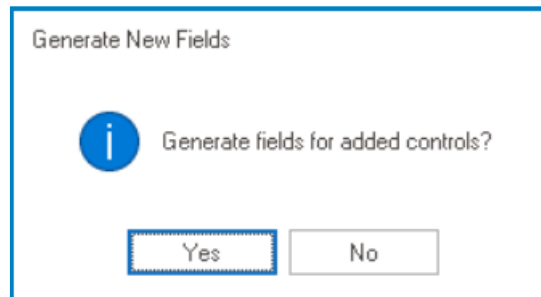 Generate New Fields
Generate fields for added controls?
Yes
No